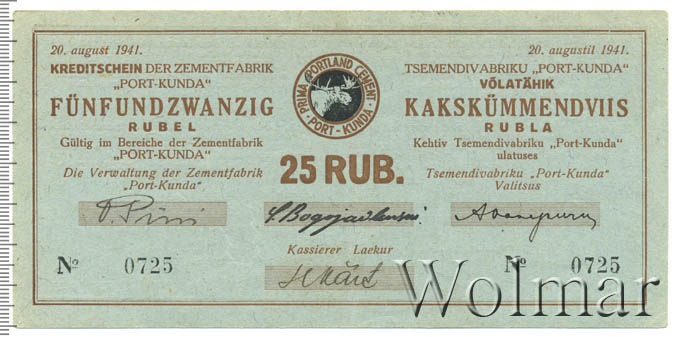 20. august 1941.
KREDITSCHEIN DER ZEMENTFABRIK
„PORT-KUNDA"
FÜNFUNDZWANZIG
RUBEL
Gültig im Bereiche der Zementfabrik
„PORT-KUNDA"
Die Verwaltung der Zementfabrik
„Port-Kunda"
PRIMA PORTLAND CEMENT
· PORT-KUNDA ·
25 RUB.
20. augustil 1941.
TSEMENDIVABRIKU „PORT-KUNDA"
VÕLATÄHIK
KAKSKÜMMENDVIIS
RUBLA
Kehtiv Tsemendivabriku „Port-Kunda"
ulatuses
Tsemendivabriku „Port-Kunda"
Valitsus
Kassierer Laekur
№ 0725
№ 0725
Wolmar